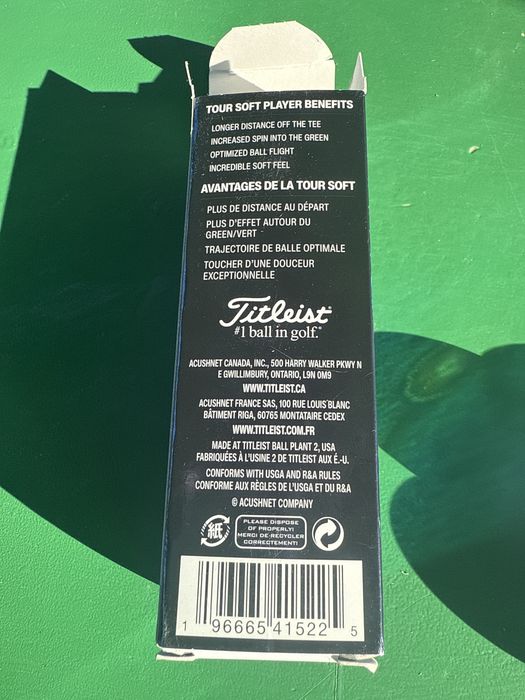 TOUR SOFT PLAYER BENEFITS
LONGER DISTANCE OFF THE TEE
INCREASED SPIN INTO THE GREEN
OPTIMIZED BALL FLIGHT
INCREDIBLE SOFT FEEL
AVANTAGES DE LA TOUR SOFT
PLUS DE DISTANCE AU DÉPART
PLUS D'EFFET AUTOUR DU
GREEN/VERT
TRAJECTOIRE DE BALLE OPTIMALE
TOUCHER D'UNE DOUCEUR
EXCEPTIONNELLE
Titleist®
#1 ball in golf.®
ACUSHNET CANADA, INC., 500 HARRY WALKER PKWY N
E GWILLIMBURY, ONTARIO, L9N 0M9
WWW.TITLEIST.CA
ACUSHNET FRANCE SAS, 100 RUE LOUIS BLANC
BÂTIMENT RIGA, 60765 MONTATAIRE CEDEX
WWW.TITLEIST.COM.FR
MADE AT TITLEIST BALL PLANT 2, USA
FABRIQUÉES À L'USINE 2 DE TITLEIST AUX É.-U.
CONFORMS WITH USGA AND R&A RULES
CONFORME AUX RÈGLES DE L'USGA ET DU R&A
© ACUSHNET COMPANY
紙
PLEASE DISPOSE
OF PROPERLY!
MERCI DE RECYCLER
CORRECTEMENT!
1 96665 41522 5